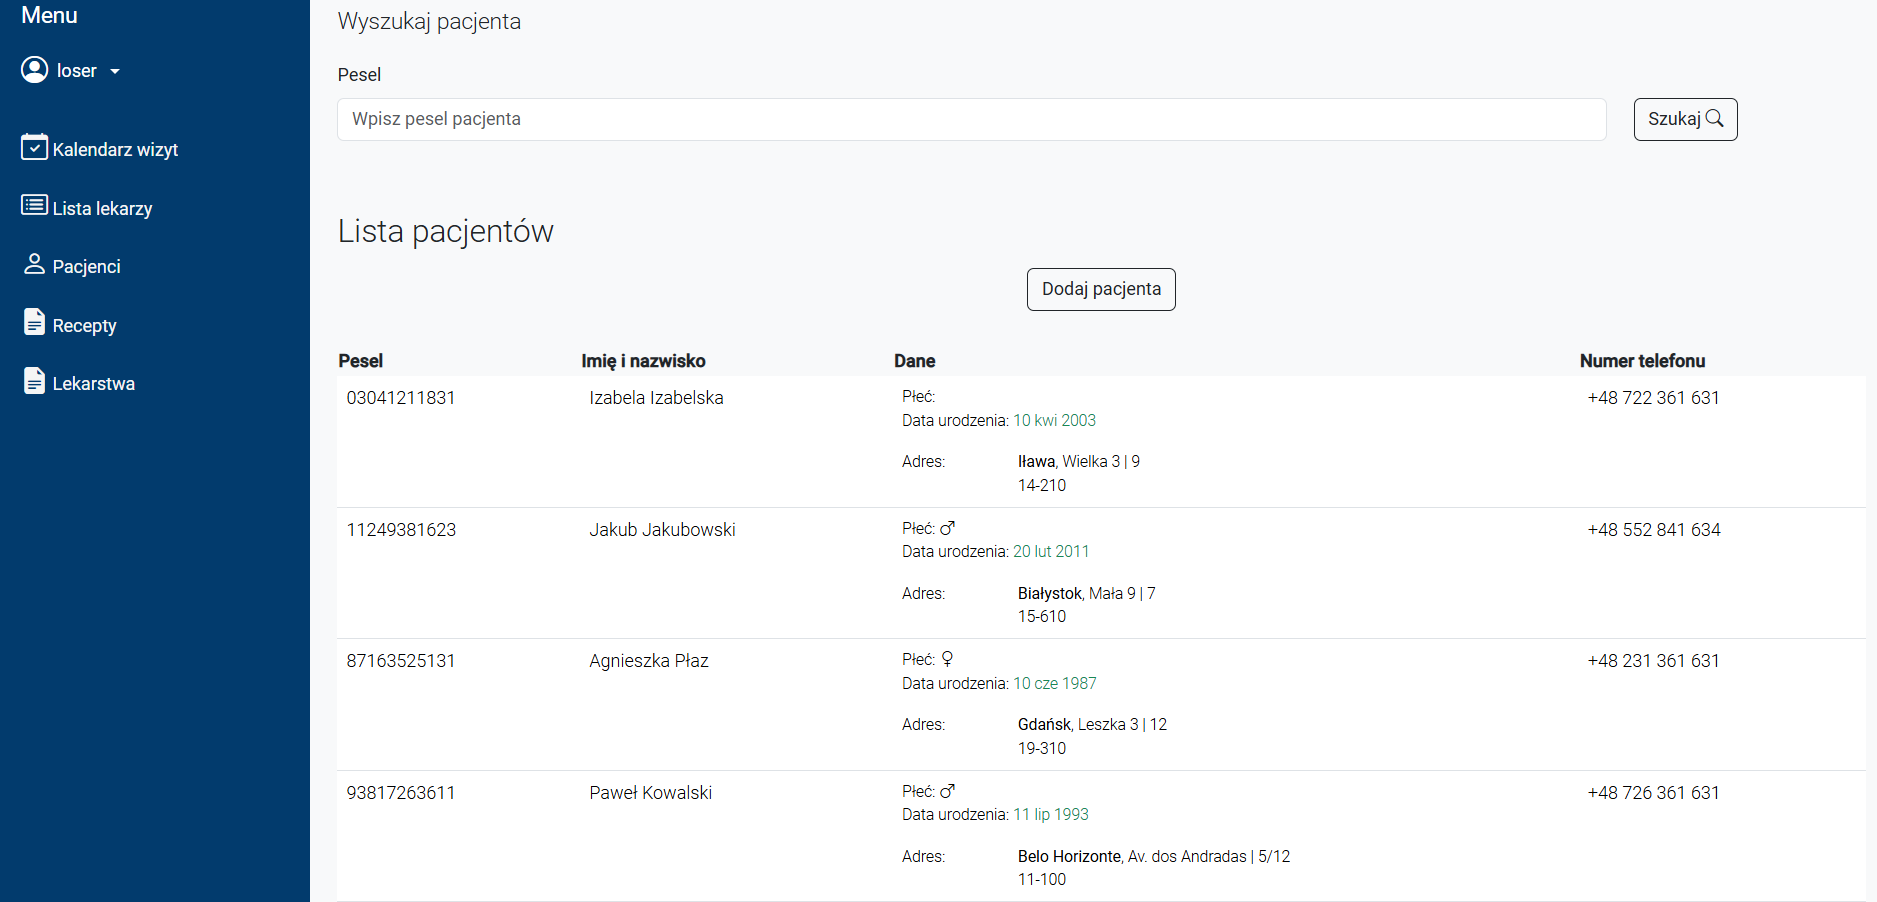 Menu
loser
Kalendarz wizyt
Lista lekarzy
Pacjenci
Recepty
Lekarstwa
Wyszukaj pacjenta
Pesel
Wpisz pesel pacjenta
Szukaj
Lista pacjentów
Dodaj pacjenta
Pesel Imię i nazwisko Dane Numer telefonu
03041211831 Izabela Izabelska Płeć: +48 722 361 631
Data urodzenia: 10 kwi 2003
Adres: Iława, Wielka 3 | 9
14-210
11249381623 Jakub Jakubowski Płeć: ♂ +48 552 841 634
Data urodzenia: 20 lut 2011
Adres: Białystok, Mała 9 | 7
15-610
87163525131 Agnieszka Płaz Płeć: ♀ +48 231 361 631
Data urodzenia: 10 cze 1987
Adres: Gdańsk, Leszka 3 | 12
19-310
93817263611 Paweł Kowalski Płeć: ♂ +48 726 361 631
Data urodzenia: 11 lip 1993
Adres: Belo Horizonte, Av. dos Andradas | 5/12
11-100